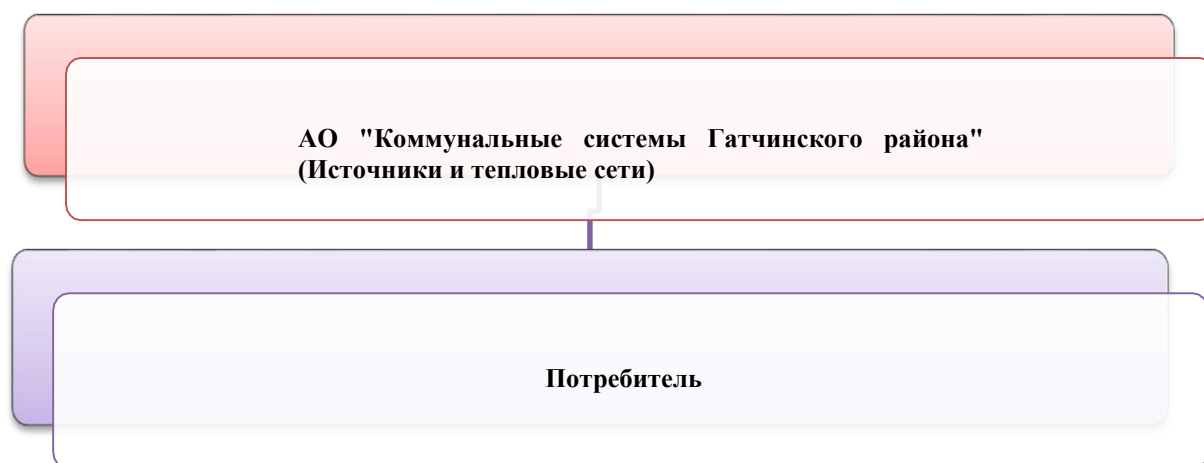 АО "Коммунальные системы Гатчинского района"
(Источники и тепловые сети)
Потребитель